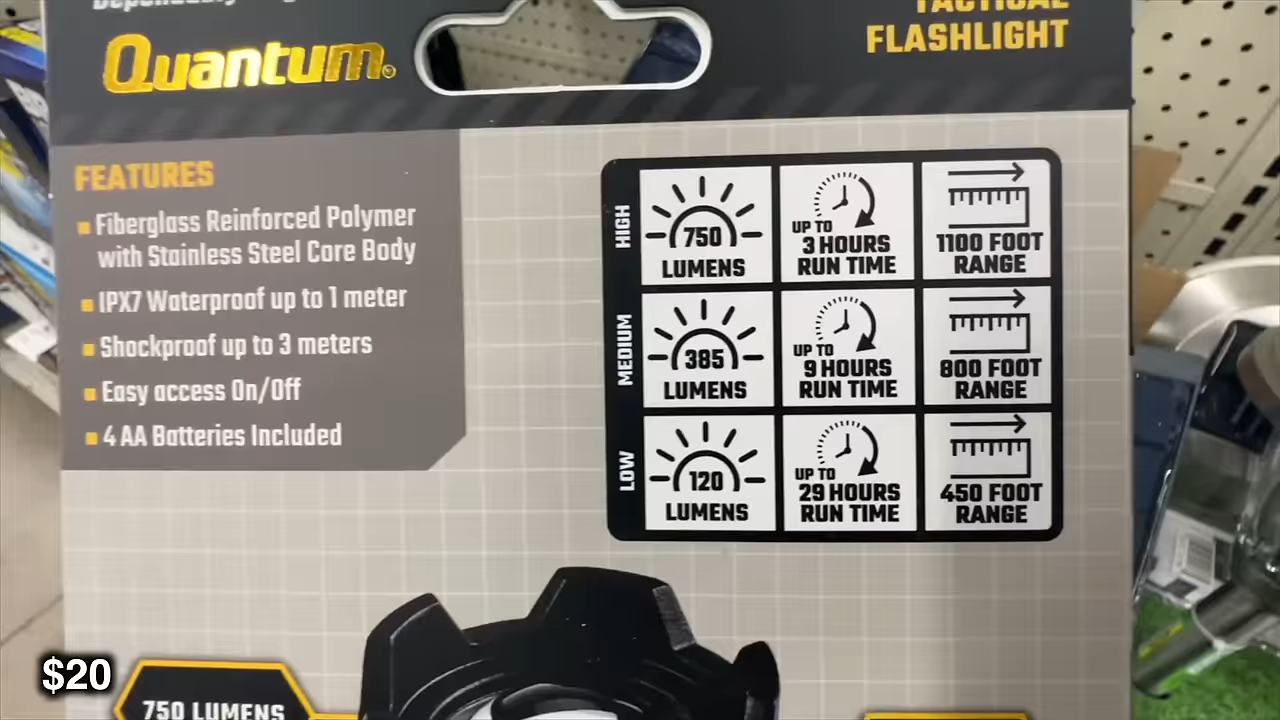 Dependability
TACTICAL
Quantum®
FLASHLIGHT
FEATURES
Fiberglass Reinforced Polymer
with Stainless Steel Core Body
IPX7 Waterproof up to 1 meter
Shockproof up to 3 meters
Easy access On/Off
4 AA Batteries Included
HIGH
750
LUMENS
UP TO
3 HOURS
RUN TIME
1100 FOOT
RANGE
MEDIUM
385
LUMENS
UP TO
9 HOURS
RUN TIME
800 FOOT
RANGE
LOW
120
LUMENS
UP TO
29 HOURS
RUN TIME
450 FOOT
RANGE
$20
750 LUMENS